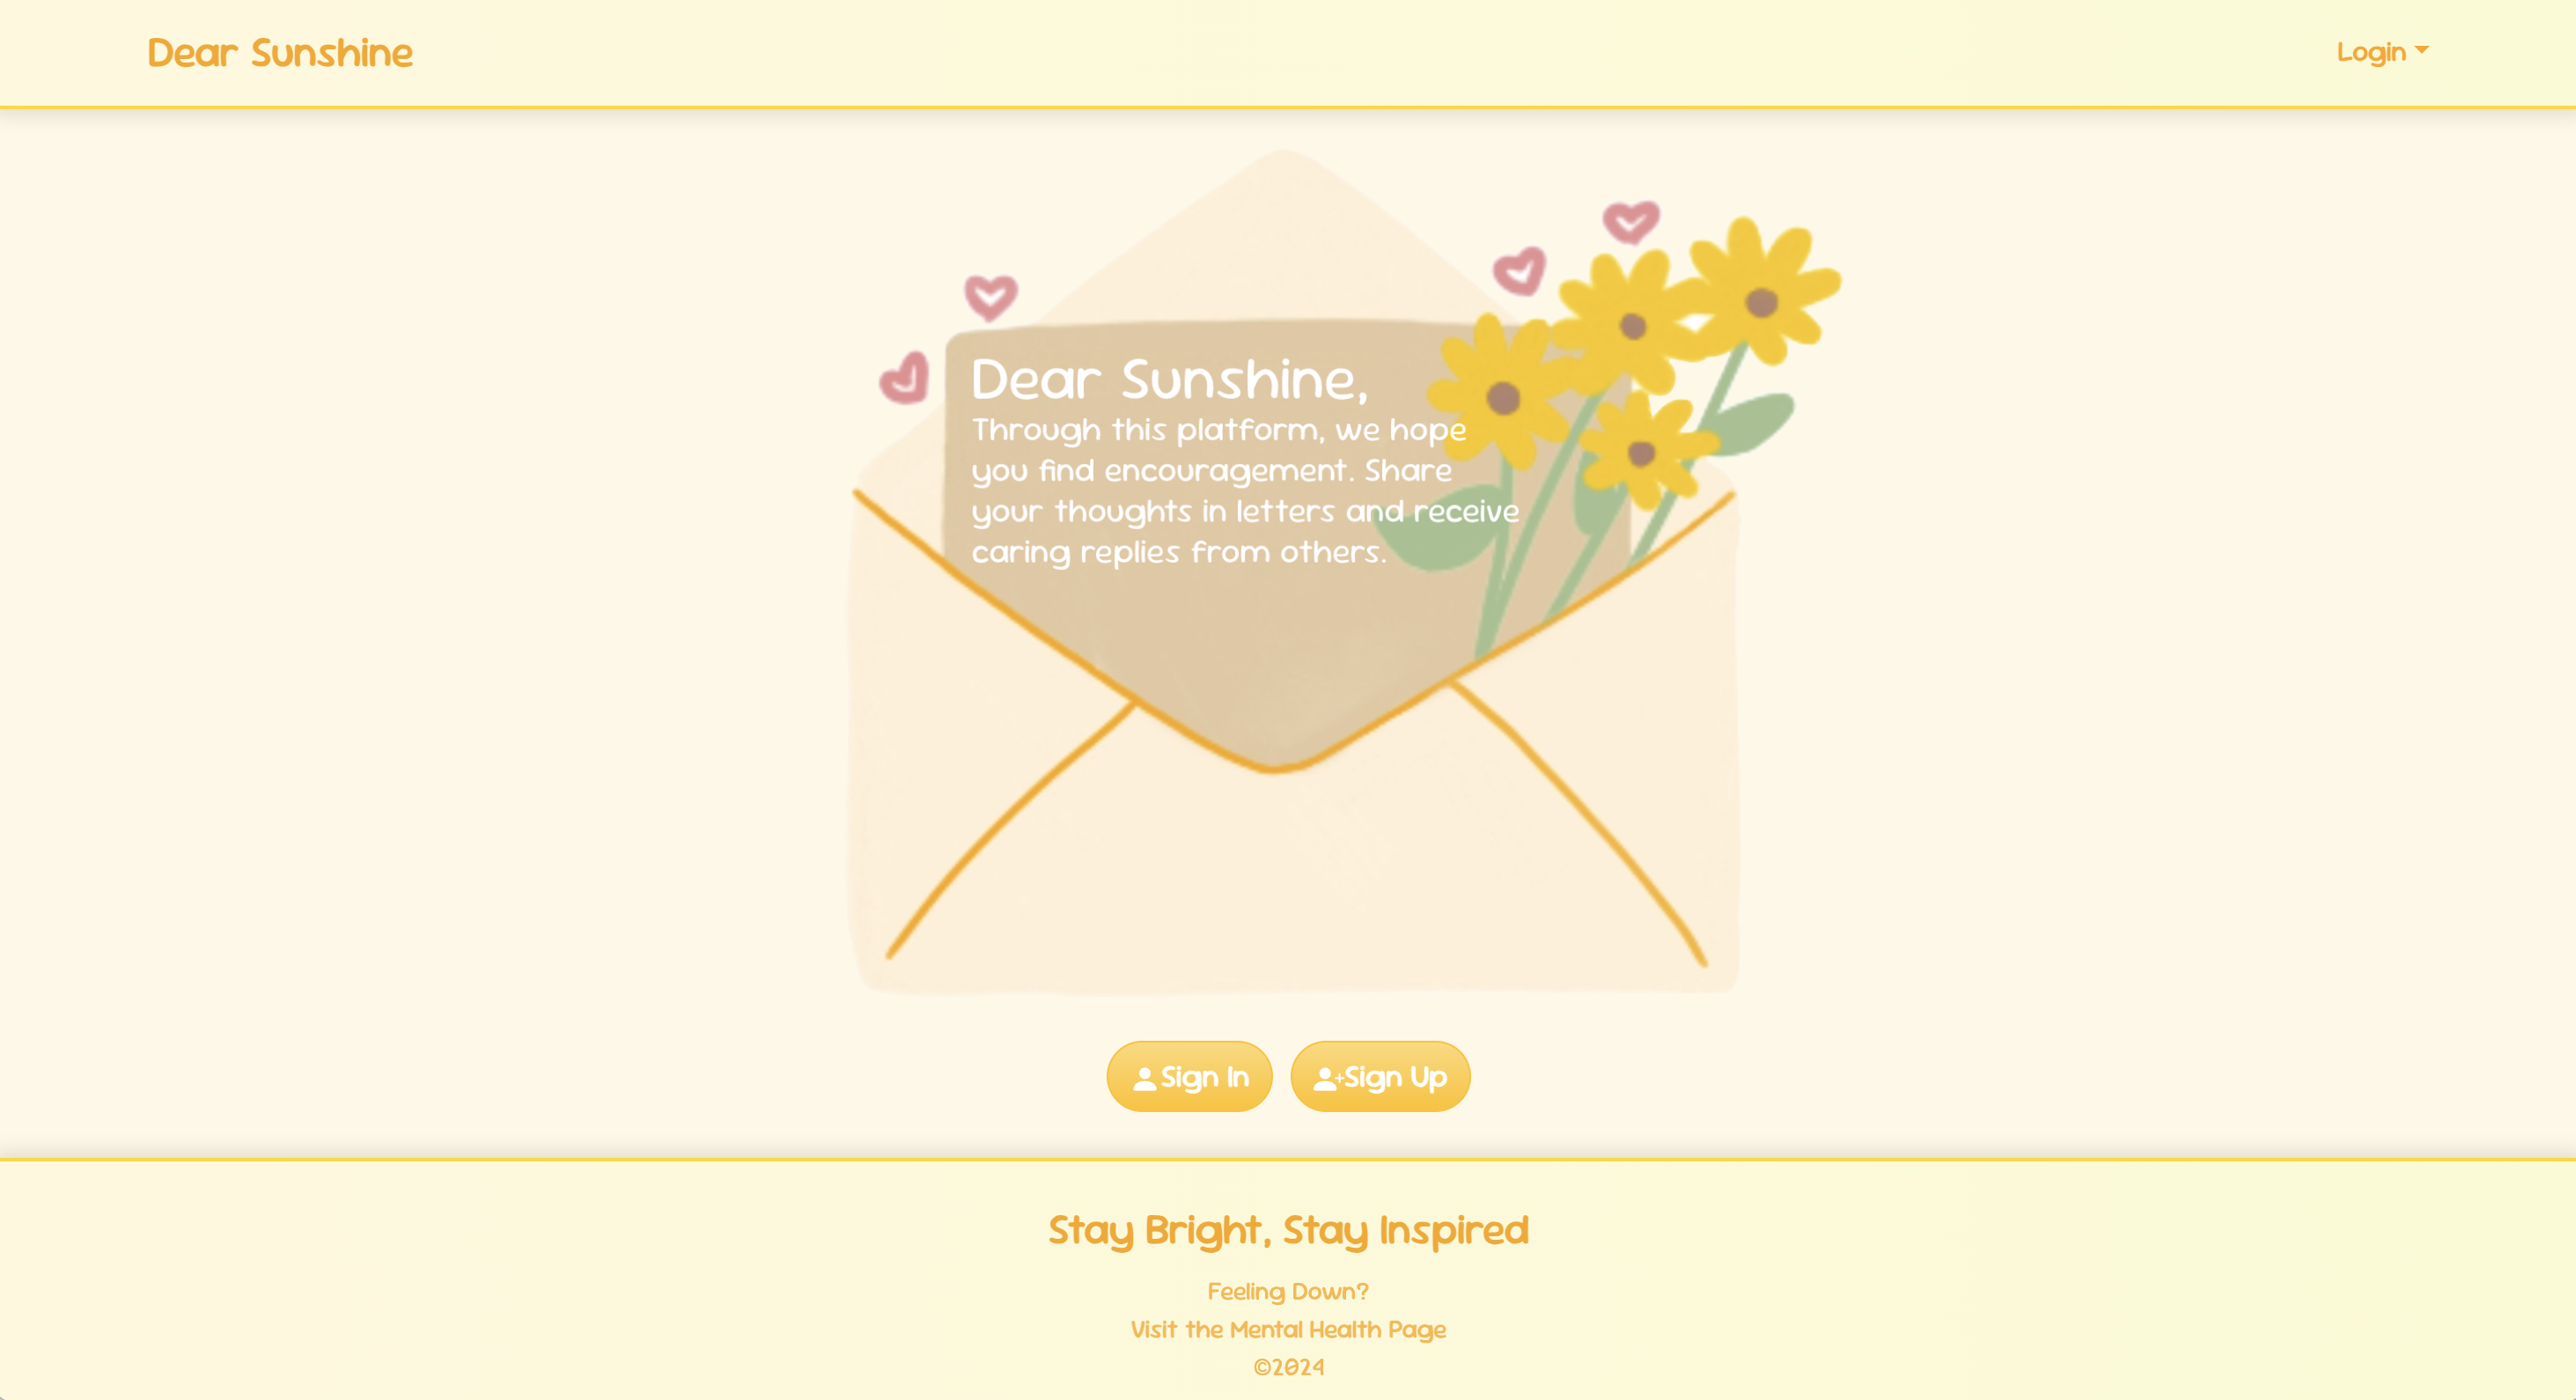 Dear Sunshine
Login
Dear Sunshine,
Through this platform, we hope
you find encouragement. Share
your thoughts in letters and receive
caring replies from others.
Sign In
Sign Up
Stay Bright, Stay Inspired
Feeling Down?
Visit the Mental Health Page
©2024